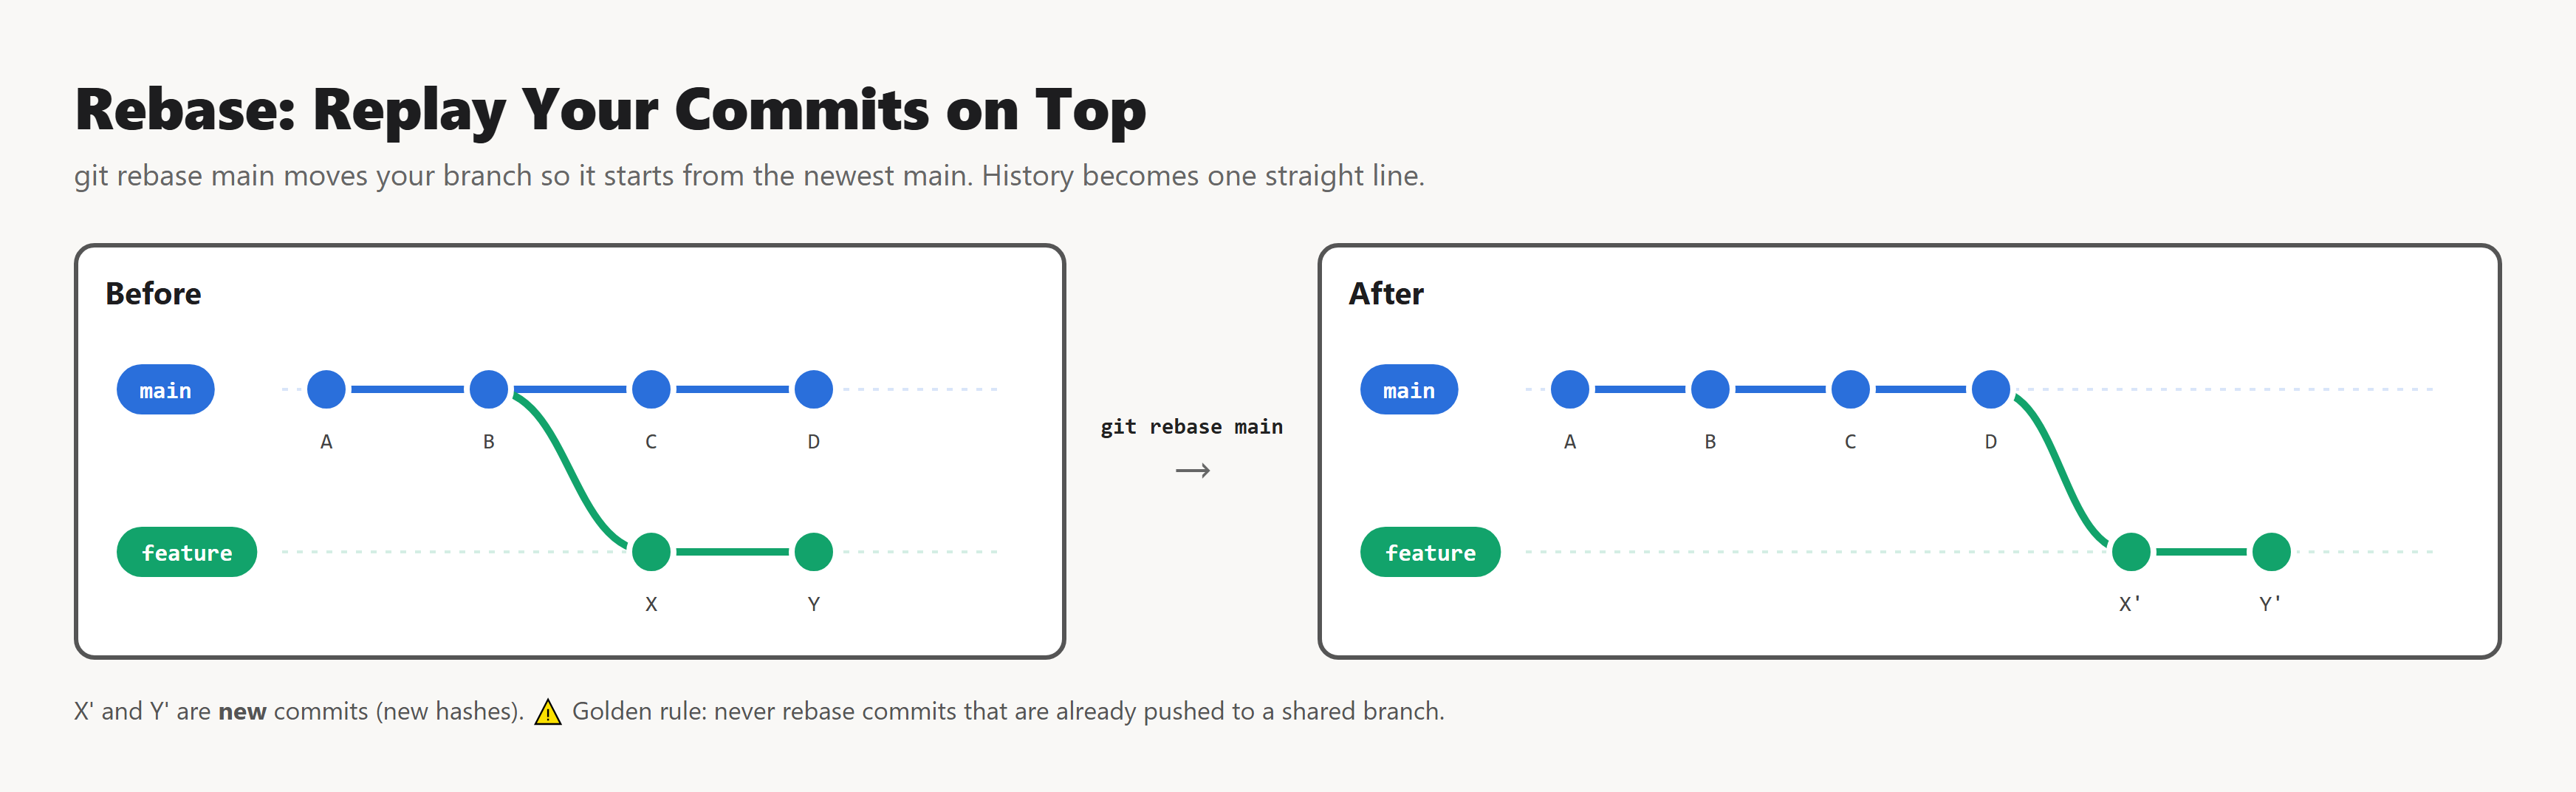 Rebase: Replay Your Commits on Top
git rebase main moves your branch so it starts from the newest main. History becomes one straight line.
Before
main
A B C D
feature
X Y
git rebase main
→
After
main
A B C D
feature
X' Y'
X' and Y' are new commits (new hashes). ⚠ Golden rule: never rebase commits that are already pushed to a shared branch.